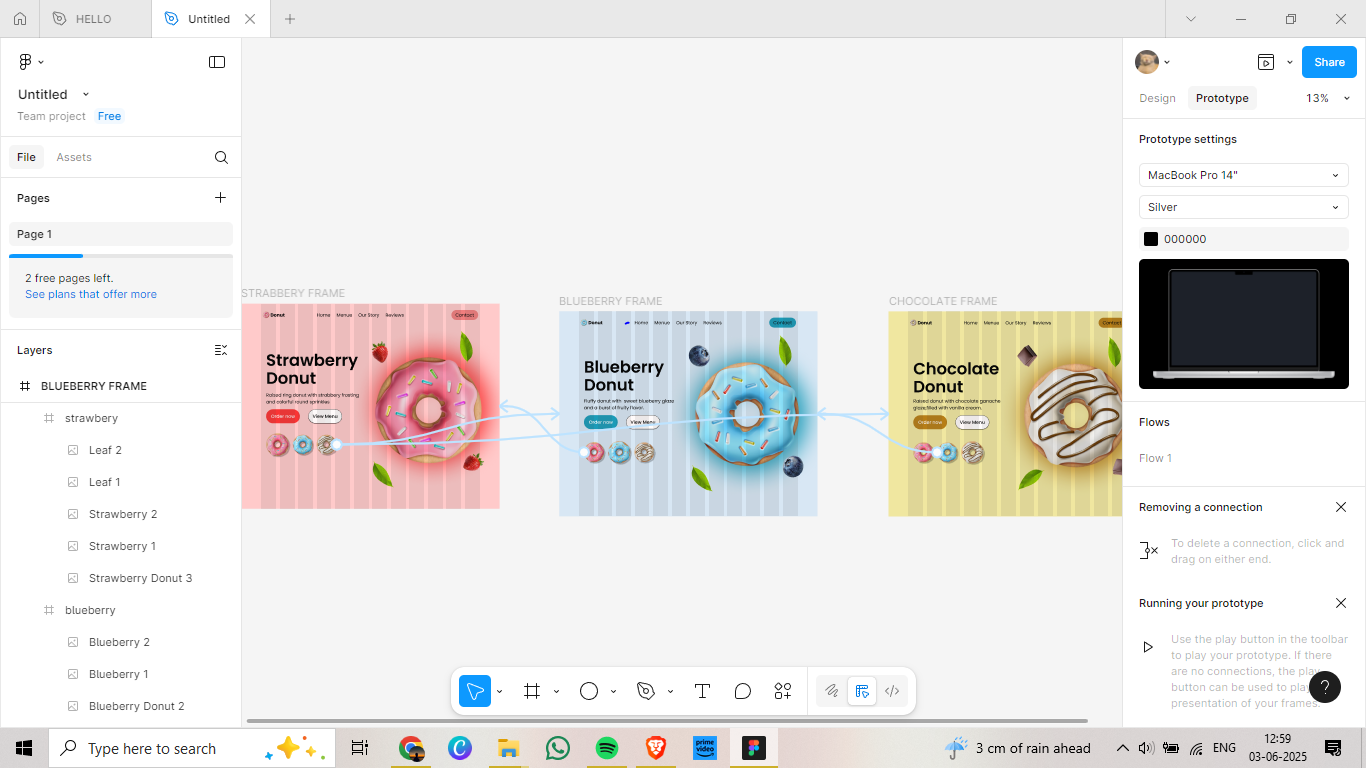 HELLO
Untitled
Untitled
Team project Free
File Assets
Pages
Page 1
2 free pages left.
See plans that offer more
Layers
BLUEBERRY FRAME
strawbery
Leaf 2
Leaf 1
Strawberry 2
Strawberry 1
Strawberry Donut 3
blueberry
Blueberry 2
Blueberry 1
Blueberry Donut 2
STRABBERY FRAME
Donut Home Menue Our Story Reviews Contact
Strawberry
Donut
Raised ring donut with strabbery frosting
and colorful round sprinkles
Order now View Menu
BLUEBERRY FRAME
Donut Home Menue Our Story Reviews Contact
Blueberry
Donut
Fluffy donut with sweet blueberry glaze
and a burst of fruity flavor.
Order now View Menu
CHOCOLATE FRAME
Donut Home Menue Our Story Reviews Contact
Chocolate
Donut
Raised donut with chocolate ganache
glaze,filled with vanilla cream.
Order now View Menu
Share
Design Prototype 13%
Prototype settings
MacBook Pro 14"
Silver
000000
Flows
Flow 1
Removing a connection
To delete a connection, click and
drag on either end.
Running your prototype
Use the play button in the toolbar
to play your prototype. If there
are no connections, the play
button can be used to play
presentation of your frames.
?
Type here to search
prime
video
3 cm of rain ahead
ENG
12:59
03-06-2025